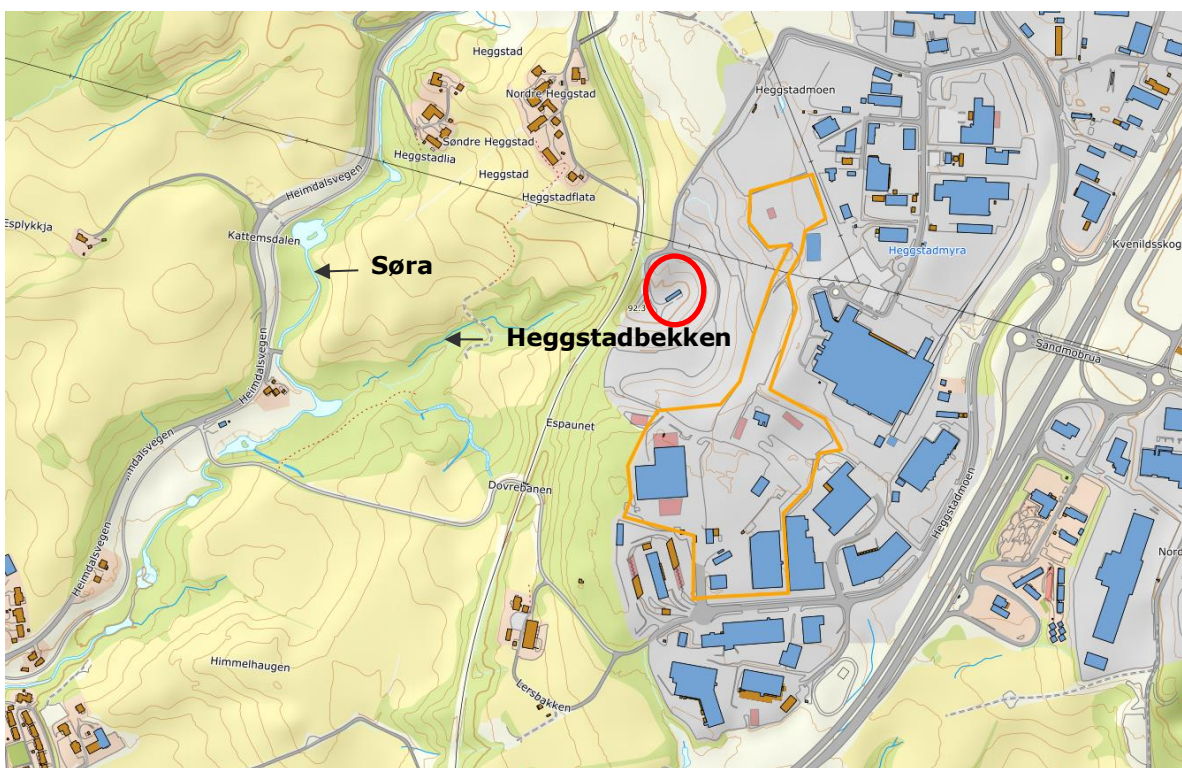 Heggstad
Nordre Heggstad
Heggstadmoen
Søndre Heggstad
Heggstadlia
Heggstad
Heimdalsvegen
Heggstadflata
Esplykkja
Kattemsdalen
Kvenildsskog
Heggstadmyra
Søra
92.3
Heggstadbekken
Sandmobrua
Heimdalsvegen
Espaunet
Dovrebanen
Heggstadmoen
Heimdalsvegen
Himmelhaugen
Lersbakken